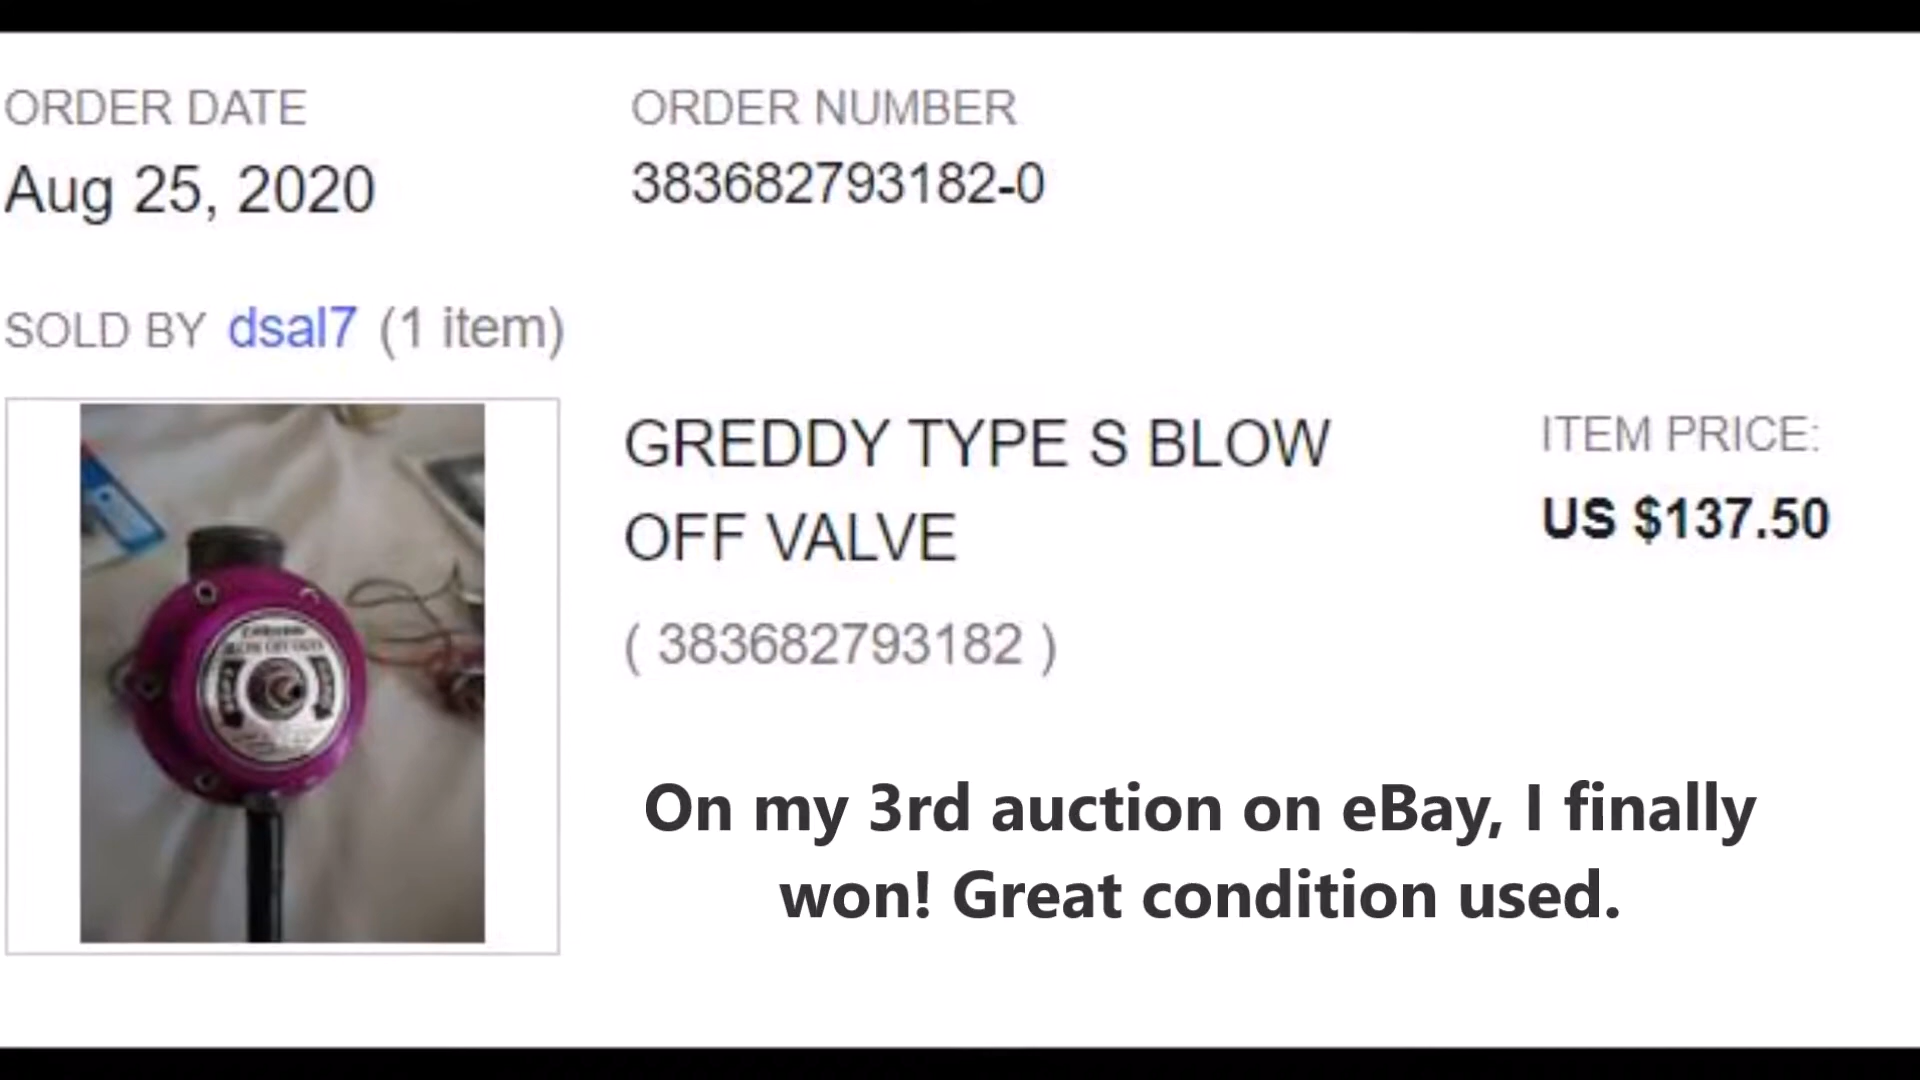 ORDER DATE
ORDER NUMBER
Aug 25, 2020
383682793182-0
SOLD BY dsal7 (1 item)
GREDDY TYPE S BLOW
OFF VALVE
ITEM PRICE:
US $137.50
( 383682793182 )
On my 3rd auction on eBay, I finally
won! Great condition used.